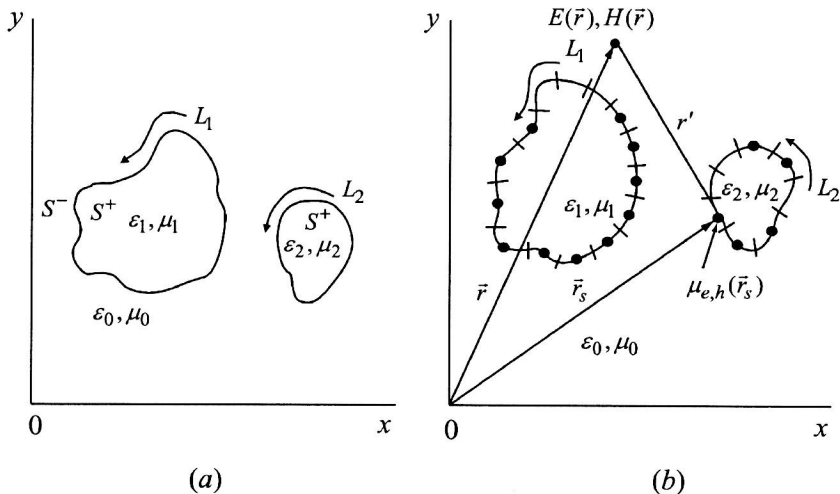 y
L₁
S⁻
S⁺
ε₁, μ₁
L₂
S⁺
ε₂, μ₂
ε₀, μ₀
0
x
(a)
E(r⃗), H(r⃗)
y
L₁
r′
ε₂, μ₂
L₂
ε₁, μ₁
r⃗
r⃗ₛ
μₑ,ₕ(r⃗ₛ)
ε₀, μ₀
0
x
(b)